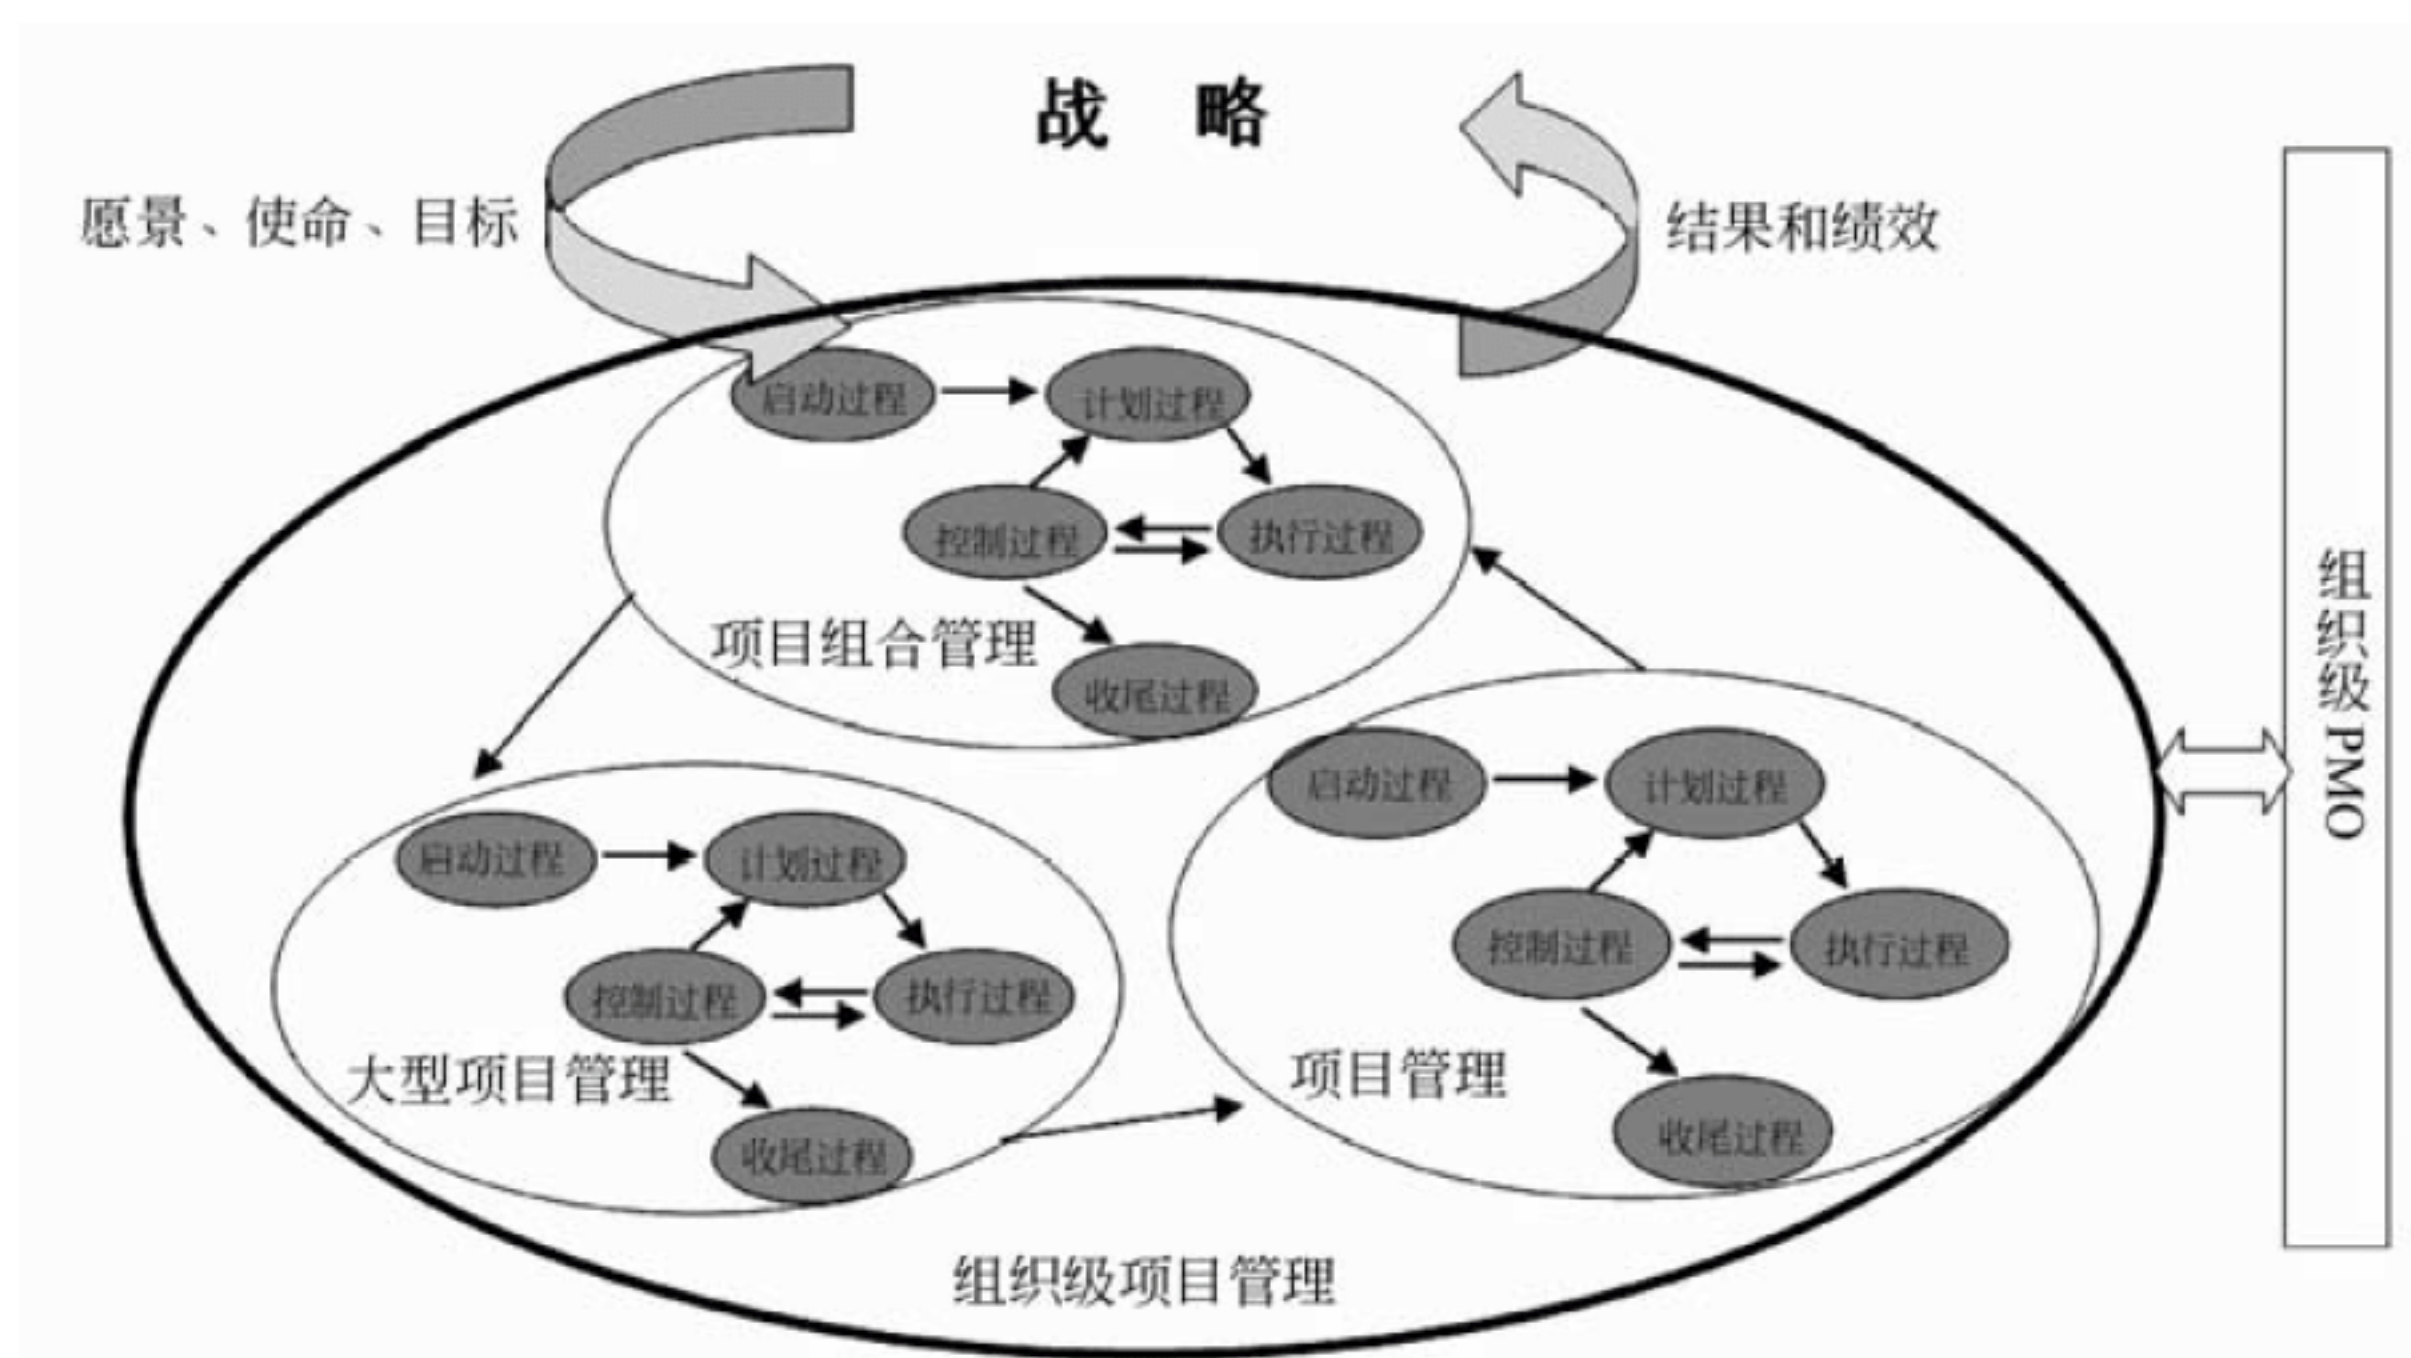 战 略
愿景、使命、目标
结果和绩效
启动过程
计划过程
控制过程
执行过程
项目组合管理
收尾过程
启动过程
计划过程
控制过程
执行过程
大型项目管理
收尾过程
启动过程
计划过程
控制过程
执行过程
项目管理
收尾过程
组织级项目管理
组织级PMO